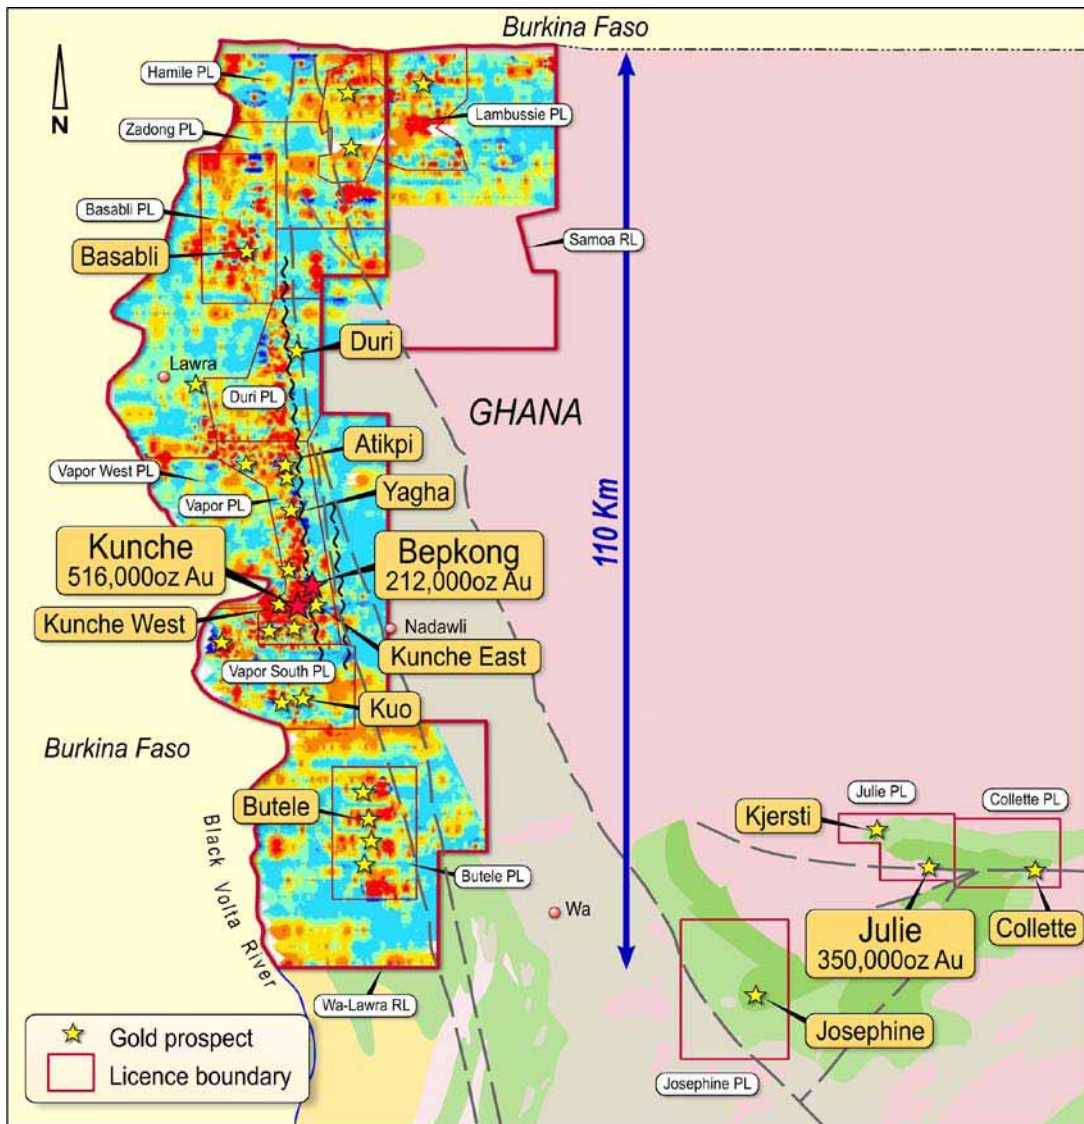 Burkina Faso
Hamile PL
N
Zadong PL
Lambussie PL
Basabli PL
Basabli
Samoa RL
Duri
Lawra
Duri PL
GHANA
Atikpi
Vapor West PL
Vapor PL
Yagha
110 Km
Kunche
516,000oz Au
Bepkong
212,000oz Au
Kunche West
Nadawli
Kunche East
Vapor South PL
Kuo
Burkina Faso
Butele
Black Volta River
Butele PL
Wa
Julie PL
Collette PL
Kjersti
Julie
350,000oz Au
Collette
Josephine
Josephine PL
Wa-Lawra RL
Gold prospect
Licence boundary